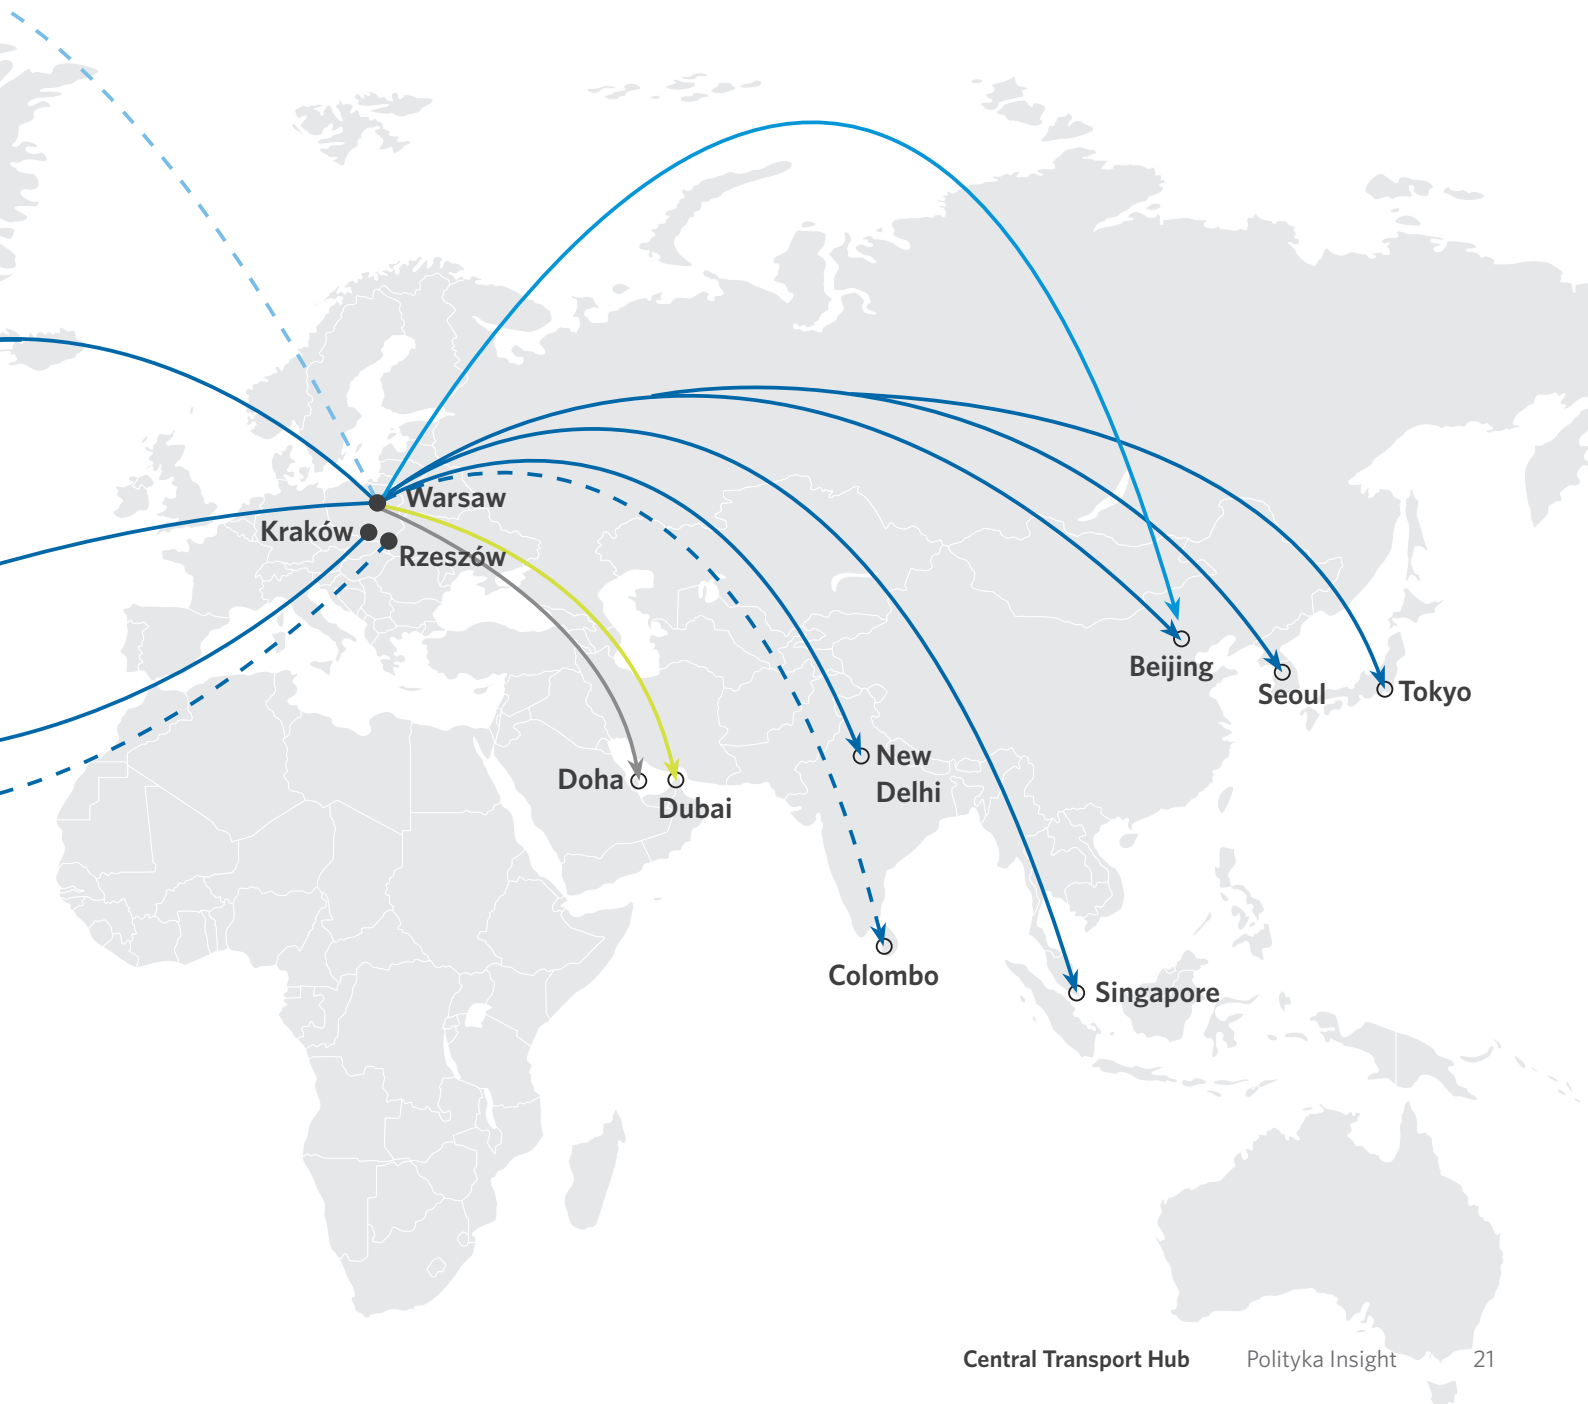 Warsaw
Kraków
Rzeszów
Beijing
Seoul
Tokyo
Doha
Dubai
New
Delhi
Colombo
Singapore
Central Transport Hub Polityka Insight 21